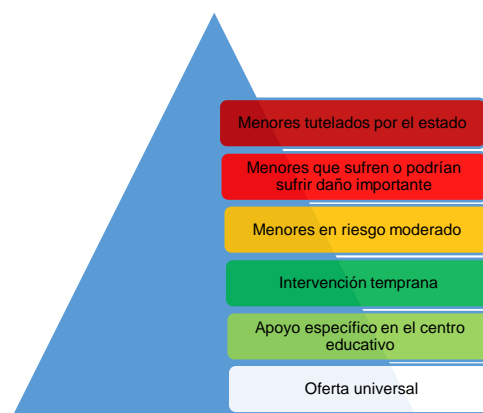 Menores tutelados por el estado
Menores que sufren o podrían
sufrir daño importante
Menores en riesgo moderado
Intervención temprana
Apoyo específico en el centro
educativo
Oferta universal